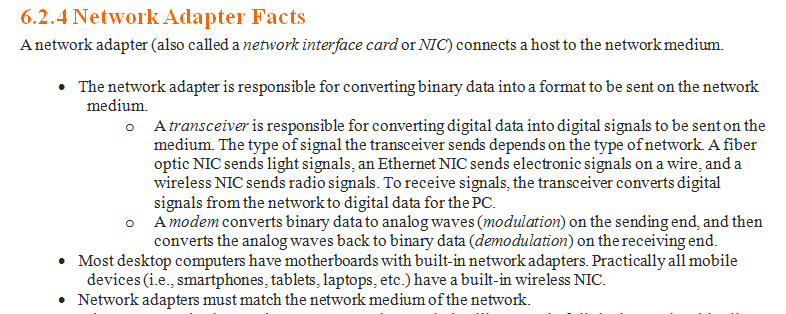 6.2.4 Network Adapter Facts
A network adapter (also called a network interface card or NIC) connects a host to the network medium.
• The network adapter is responsible for converting binary data into a format to be sent on the network
medium.
o A transceiver is responsible for converting digital data into digital signals to be sent on the
medium. The type of signal the transceiver sends depends on the type of network. A fiber
optic NIC sends light signals, an Ethernet NIC sends electronic signals on a wire, and a
wireless NIC sends radio signals. To receive signals, the transceiver converts digital
signals from the network to digital data for the PC.
o A modem converts binary data to analog waves (modulation) on the sending end, and then
converts the analog waves back to binary data (demodulation) on the receiving end.
• Most desktop computers have motherboards with built-in network adapters. Practically all mobile
devices (i.e., smartphones, tablets, laptops, etc.) have a built-in wireless NIC.
• Network adapters must match the network medium of the network.